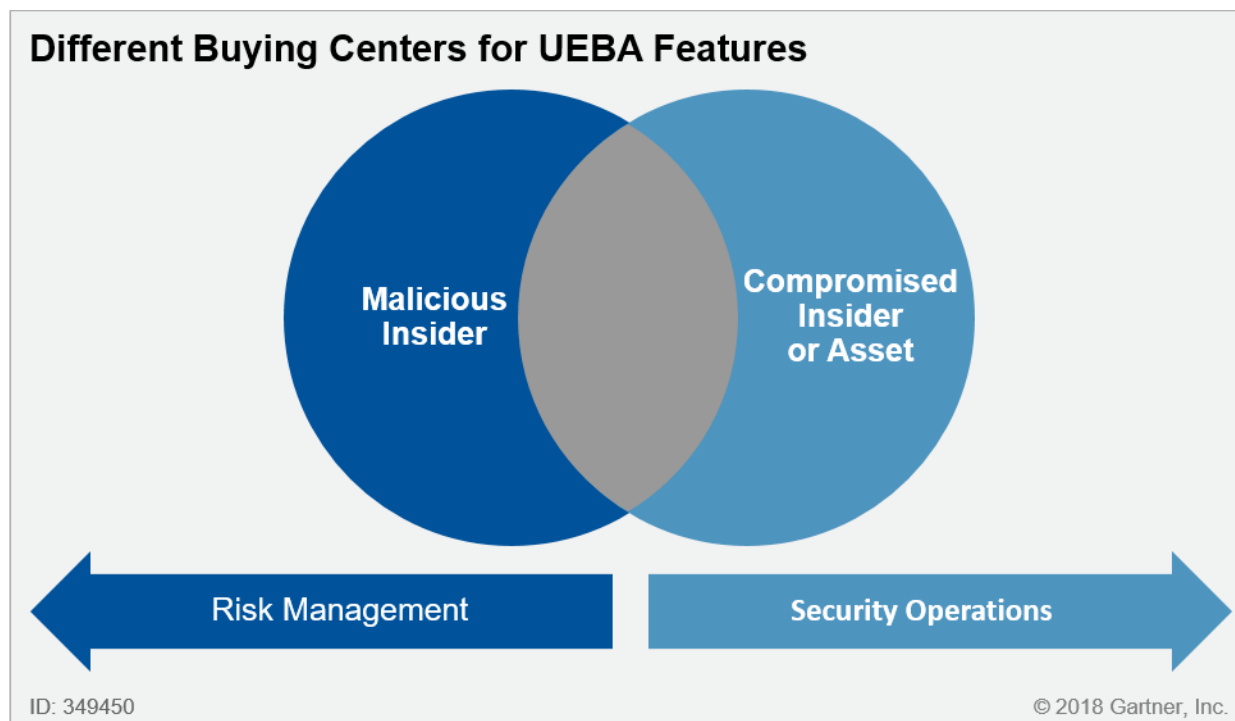 Different Buying Centers for UEBA Features
Malicious
Insider
Compromised
Insider
or Asset
Risk Management
Security Operations
ID: 349450
© 2018 Gartner, Inc.